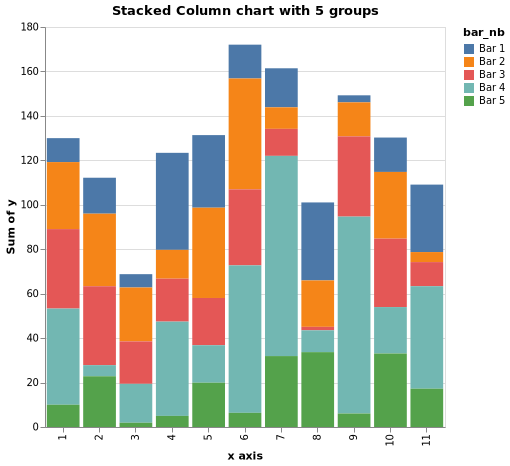 Stacked Column chart with 5 groups
bar_nb
Bar 1
Bar 2
Bar 3
Bar 4
Bar 5
Sum of y
180
160
140
120
100
80
60
40
20
0
1 2 3 4 5 6 7 8 9 10 11
x axis